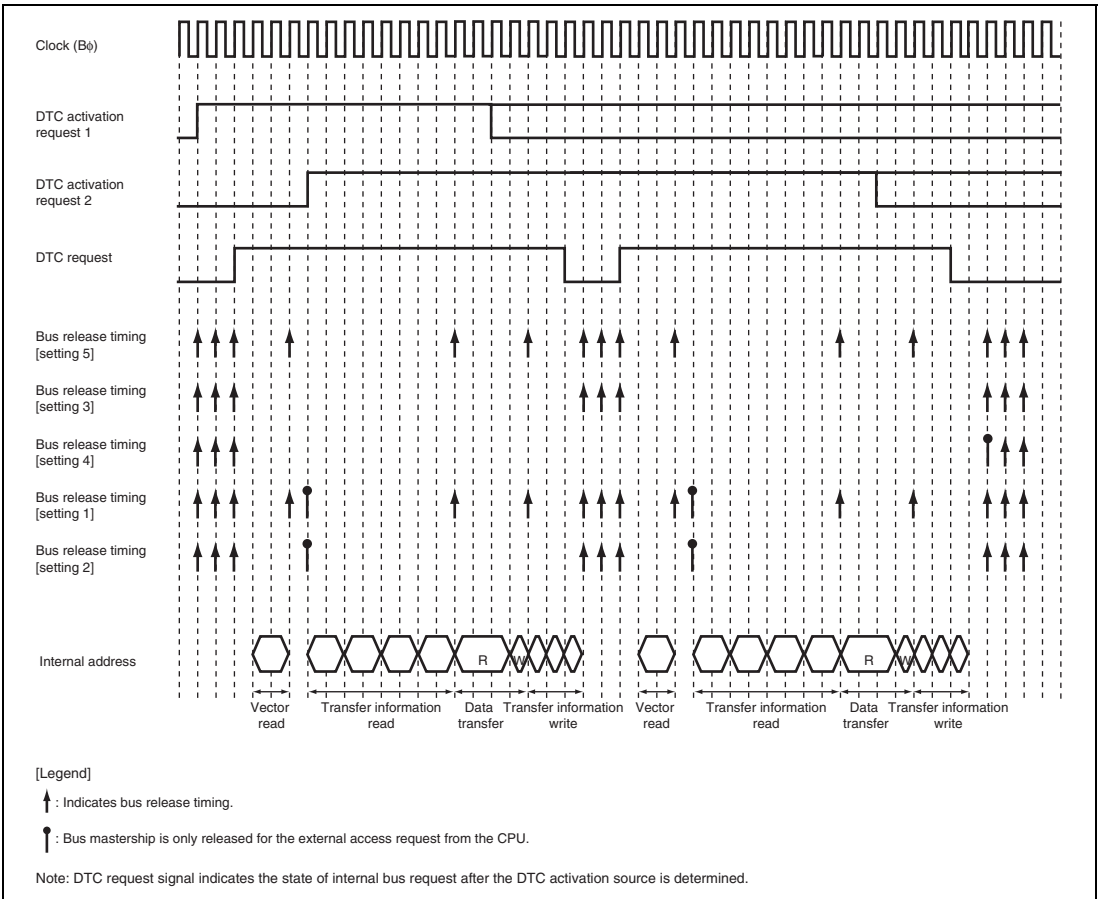 Clock (Bφ)
DTC activation
request 1
DTC activation
request 2
DTC request
Bus release timing
[setting 5]
Bus release timing
[setting 3]
Bus release timing
[setting 4]
Bus release timing
[setting 1]
Bus release timing
[setting 2]
Internal address
R W R W
Vector read
Transfer information read
Data transfer
Transfer information write
Vector read
Transfer information read
Data transfer
Transfer information write
[Legend]
: Indicates bus release timing.
: Bus mastership is only released for the external access request from the CPU.
Note: DTC request signal indicates the state of internal bus request after the DTC activation source is determined.